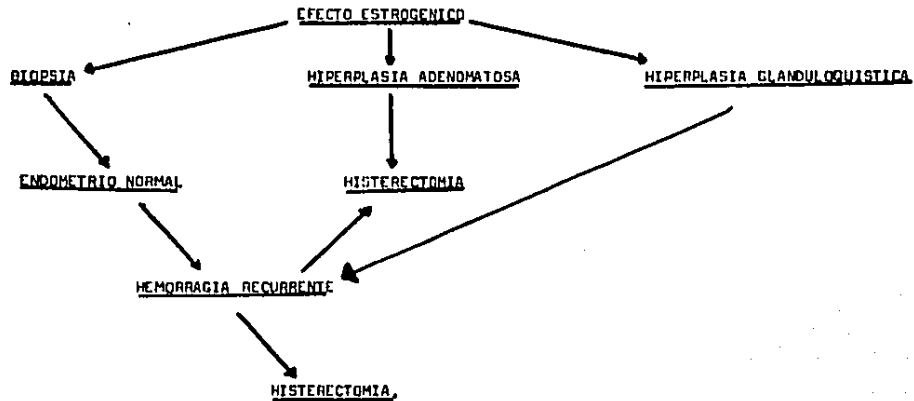 EFECTO ESTROGENICO
BIOPSIA
HIPERPLASIA ADENOMATOSA
HIPERPLASIA GLANDULOQUISTICA
ENDOMETRIO NORMAL
HISTERECTOMIA
HEMORRAGIA RECURRENTE
HISTERECTOMIA.